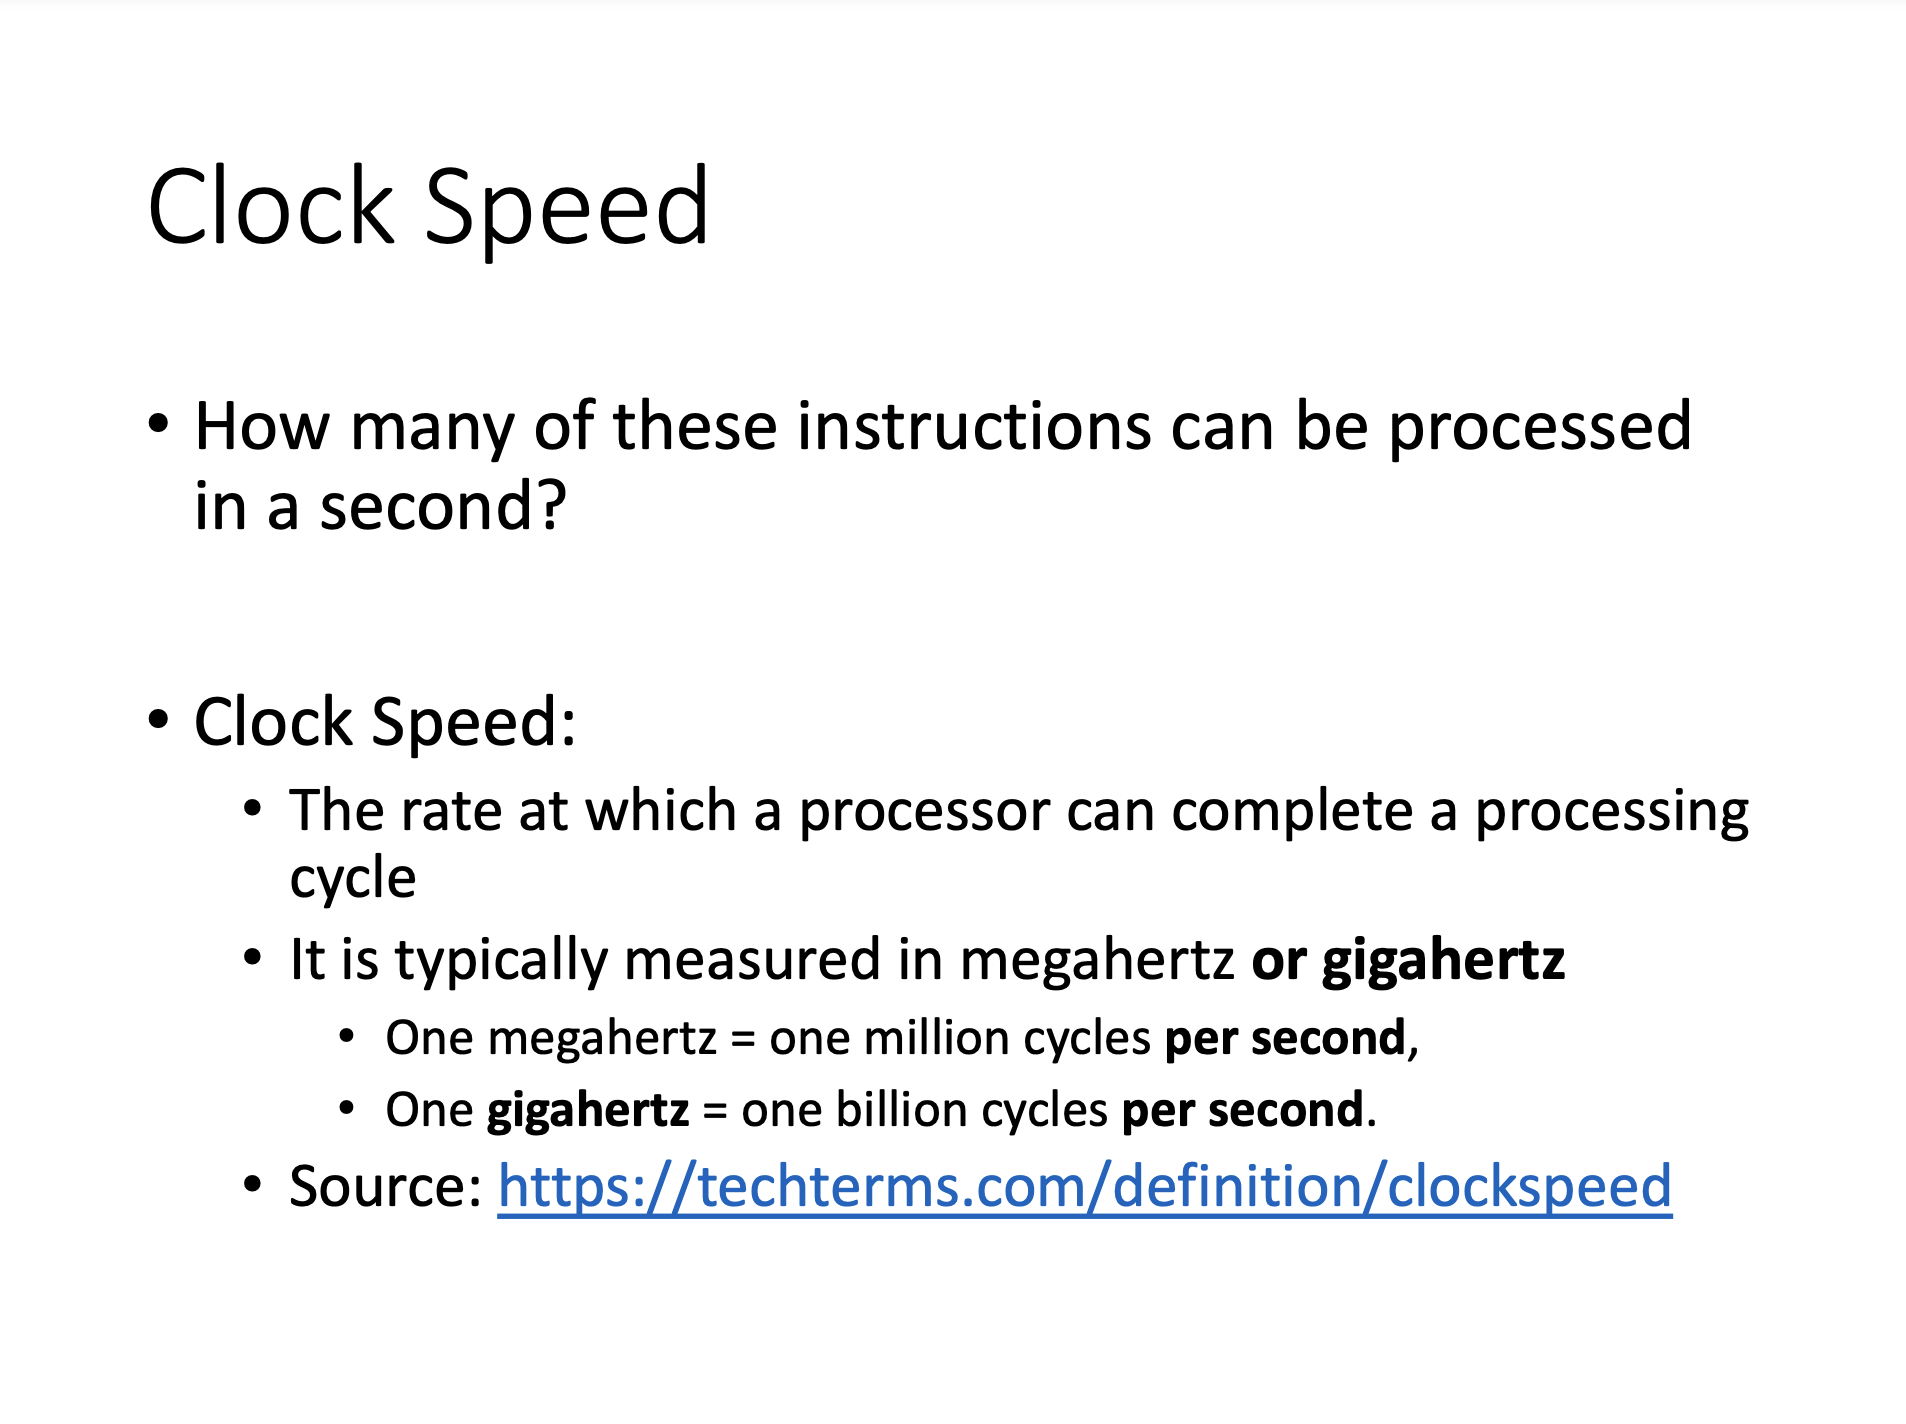 Clock Speed
• How many of these instructions can be processed
in a second?
• Clock Speed:
• The rate at which a processor can complete a processing
cycle
• It is typically measured in megahertz or gigahertz
• One megahertz = one million cycles per second,
• One gigahertz = one billion cycles per second.
• Source: https://techterms.com/definition/clockspeed